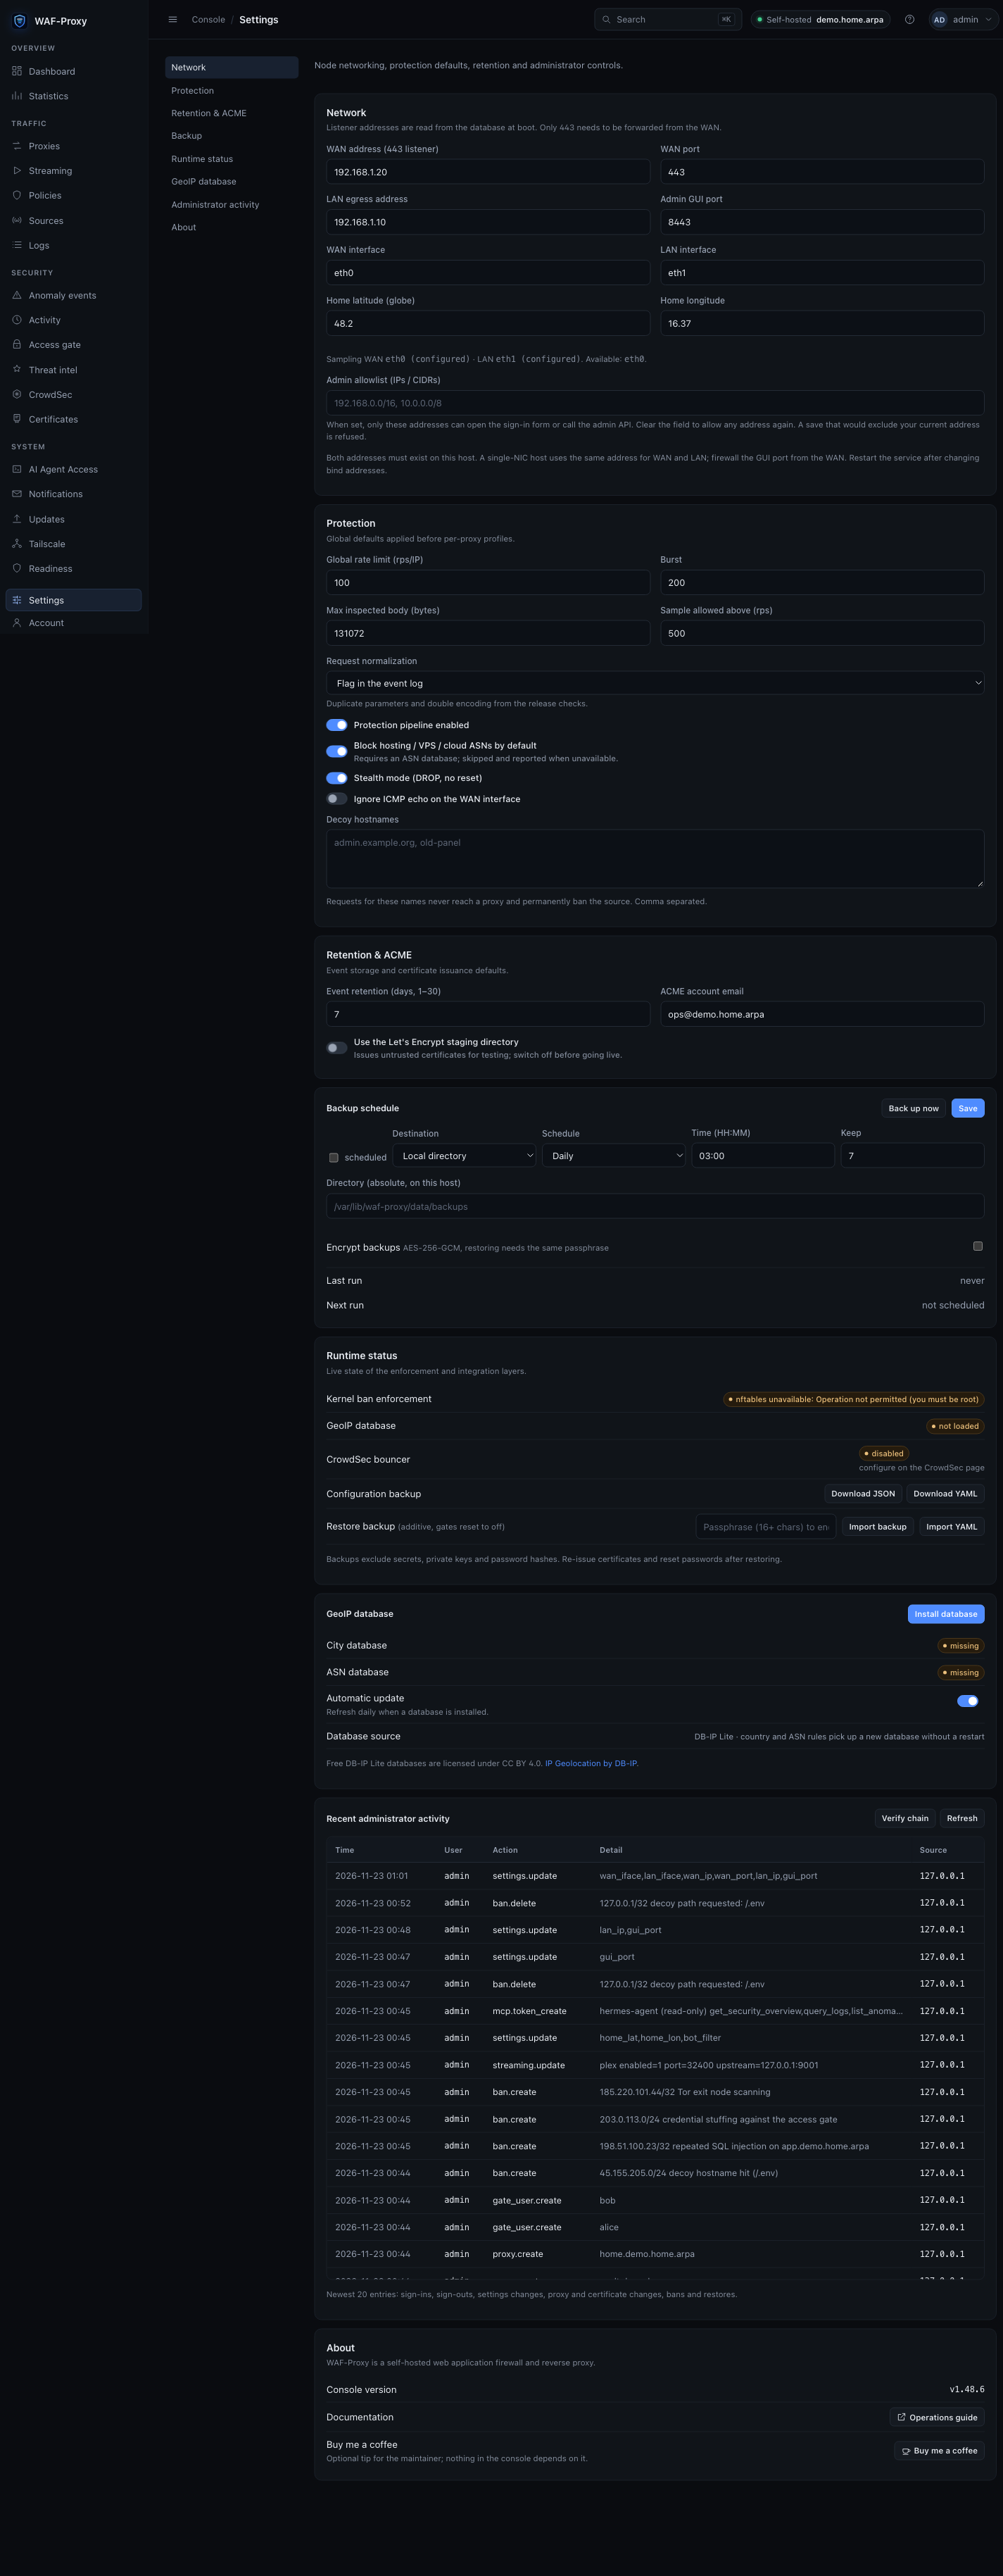 WAF-Proxy
OVERVIEW
Dashboard
Statistics
TRAFFIC
Proxies
Streaming
Policies
Sources
Logs
SECURITY
Anomaly events
Activity
Access gate
Threat intel
CrowdSec
Certificates
SYSTEM
AI Agent Access
Notifications
Updates
Tailscale
Readiness
Settings
Account
Console / Settings
Search ⌘K
Self-hosted demo.home.arpa
AD admin
Network
Protection
Retention & ACME
Backup
Runtime status
GeoIP database
Administrator activity
About
Node networking, protection defaults, retention and administrator controls.
Network
Listener addresses are read from the database at boot. Only 443 needs to be forwarded from the WAN.
WAN address (443 listener) WAN port
192.168.1.20 443
LAN egress address Admin GUI port
192.168.1.10 8443
WAN interface LAN interface
eth0 eth1
Home latitude (globe) Home longitude
48.2 16.37
Sampling WAN eth0 (configured) · LAN eth1 (configured). Available: eth0.
Admin allowlist (IPs / CIDRs)
192.168.0.0/16, 10.0.0.0/8
When set, only these addresses can open the sign-in form or call the admin API. Clear the field to allow any address again. A save that would exclude your current address
is refused.
Both addresses must exist on this host. A single-NIC host uses the same address for WAN and LAN; firewall the GUI port from the WAN. Restart the service after changing
bind addresses.
Protection
Global defaults applied before per-proxy profiles.
Global rate limit (rps/IP) Burst
100 200
Max inspected body (bytes) Sample allowed above (rps)
131072 500
Request normalization
Flag in the event log
Duplicate parameters and double encoding from the release checks.
Protection pipeline enabled
Block hosting / VPS / cloud ASNs by default
Requires an ASN database; skipped and reported when unavailable.
Stealth mode (DROP, no reset)
Ignore ICMP echo on the WAN interface
Decoy hostnames
admin.example.org, old-panel
Requests for these names never reach a proxy and permanently ban the source. Comma separated.
Retention & ACME
Event storage and certificate issuance defaults.
Event retention (days, 1–30) ACME account email
7 ops@demo.home.arpa
Use the Let's Encrypt staging directory
Issues untrusted certificates for testing; switch off before going live.
Backup schedule Back up now Save
Destination Schedule Time (HH:MM) Keep
scheduled Local directory Daily 03:00 7
Directory (absolute, on this host)
/var/lib/waf-proxy/data/backups
Encrypt backups AES-256-GCM, restoring needs the same passphrase
Last run never
Next run not scheduled
Runtime status
Live state of the enforcement and integration layers.
Kernel ban enforcement nftables unavailable: Operation not permitted (you must be root)
GeoIP database not loaded
CrowdSec bouncer disabled
configure on the CrowdSec page
Configuration backup Download JSON Download YAML
Restore backup (additive, gates reset to off) Passphrase (16+ chars) to en Import backup Import YAML
Backups exclude secrets, private keys and password hashes. Re-issue certificates and reset passwords after restoring.
GeoIP database Install database
City database missing
ASN database missing
Automatic update
Refresh daily when a database is installed.
Database source DB-IP Lite · country and ASN rules pick up a new database without a restart
Free DB-IP Lite databases are licensed under CC BY 4.0. IP Geolocation by DB-IP.
Recent administrator activity Verify chain Refresh
Time User Action Detail Source
2026-11-23 01:01 admin settings.update wan_iface,lan_iface,wan_ip,wan_port,lan_ip,gui_port 127.0.0.1
2026-11-23 00:52 admin ban.delete 127.0.0.1/32 decoy path requested: /.env 127.0.0.1
2026-11-23 00:48 admin settings.update lan_ip,gui_port 127.0.0.1
2026-11-23 00:47 admin settings.update gui_port 127.0.0.1
2026-11-23 00:47 admin ban.delete 127.0.0.1/32 decoy path requested: /.env 127.0.0.1
2026-11-23 00:45 admin mcp.token_create hermes-agent (read-only) get_security_overview,query_logs,list_anoma... 127.0.0.1
2026-11-23 00:45 admin settings.update home_lat,home_lon,bot_filter 127.0.0.1
2026-11-23 00:45 admin streaming.update plex enabled=1 port=32400 upstream=127.0.0.1:9001 127.0.0.1
2026-11-23 00:45 admin ban.create 185.220.101.44/32 Tor exit node scanning 127.0.0.1
2026-11-23 00:45 admin ban.create 203.0.113.0/24 credential stuffing against the access gate 127.0.0.1
2026-11-23 00:45 admin ban.create 198.51.100.23/32 repeated SQL injection on app.demo.home.arpa 127.0.0.1
2026-11-23 00:44 admin ban.create 45.155.205.0/24 decoy hostname hit (/.env) 127.0.0.1
2026-11-23 00:44 admin gate_user.create bob 127.0.0.1
2026-11-23 00:44 admin gate_user.create alice 127.0.0.1
2026-11-23 00:44 admin proxy.create home.demo.home.arpa 127.0.0.1
Newest 20 entries: sign-ins, sign-outs, settings changes, proxy and certificate changes, bans and restores.
About
WAF-Proxy is a self-hosted web application firewall and reverse proxy.
Console version v1.48.6
Documentation Operations guide
Buy me a coffee Buy me a coffee
Optional tip for the maintainer; nothing in the console depends on it.